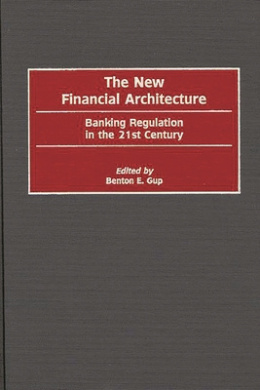 The New
Financial Architecture
Banking Regulation
in the 21st Century
Edited by
Benton E. Gup